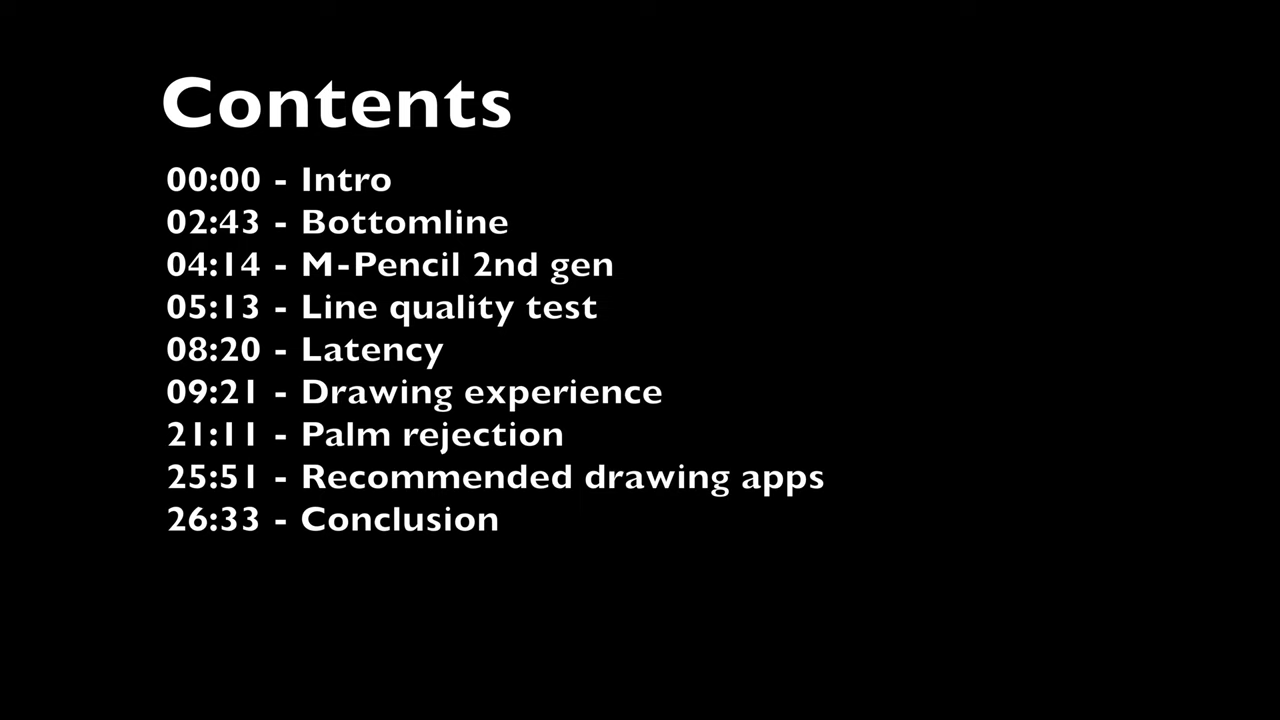 Contents
00:00 - Intro
02:43 - Bottomline
04:14 - M-Pencil 2nd gen
05:13 - Line quality test
08:20 - Latency
09:21 - Drawing experience
21:11 - Palm rejection
25:51 - Recommended drawing apps
26:33 - Conclusion